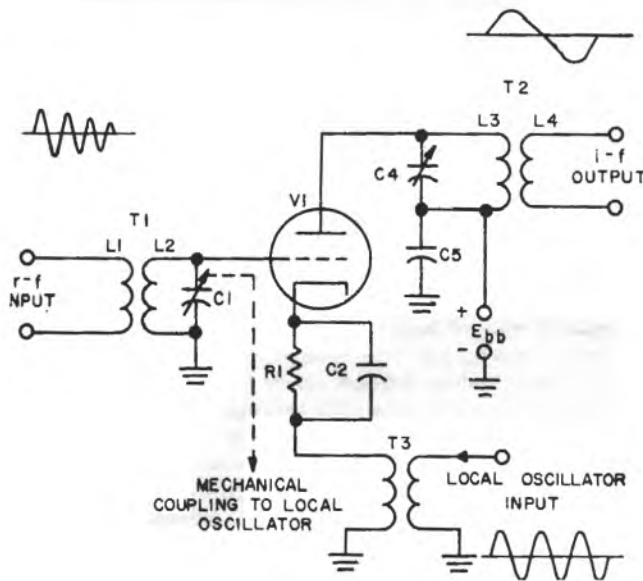 T2
L3 L4
C4
i-f
OUTPUT
V1
T1
C5
L1 L2
r-f
NPUT
C1
+
Ebb
-
R1
C2
T3
MECHANICAL
COUPLING TO LOCAL
OSCILLATOR
LOCAL OSCILLATOR
INPUT